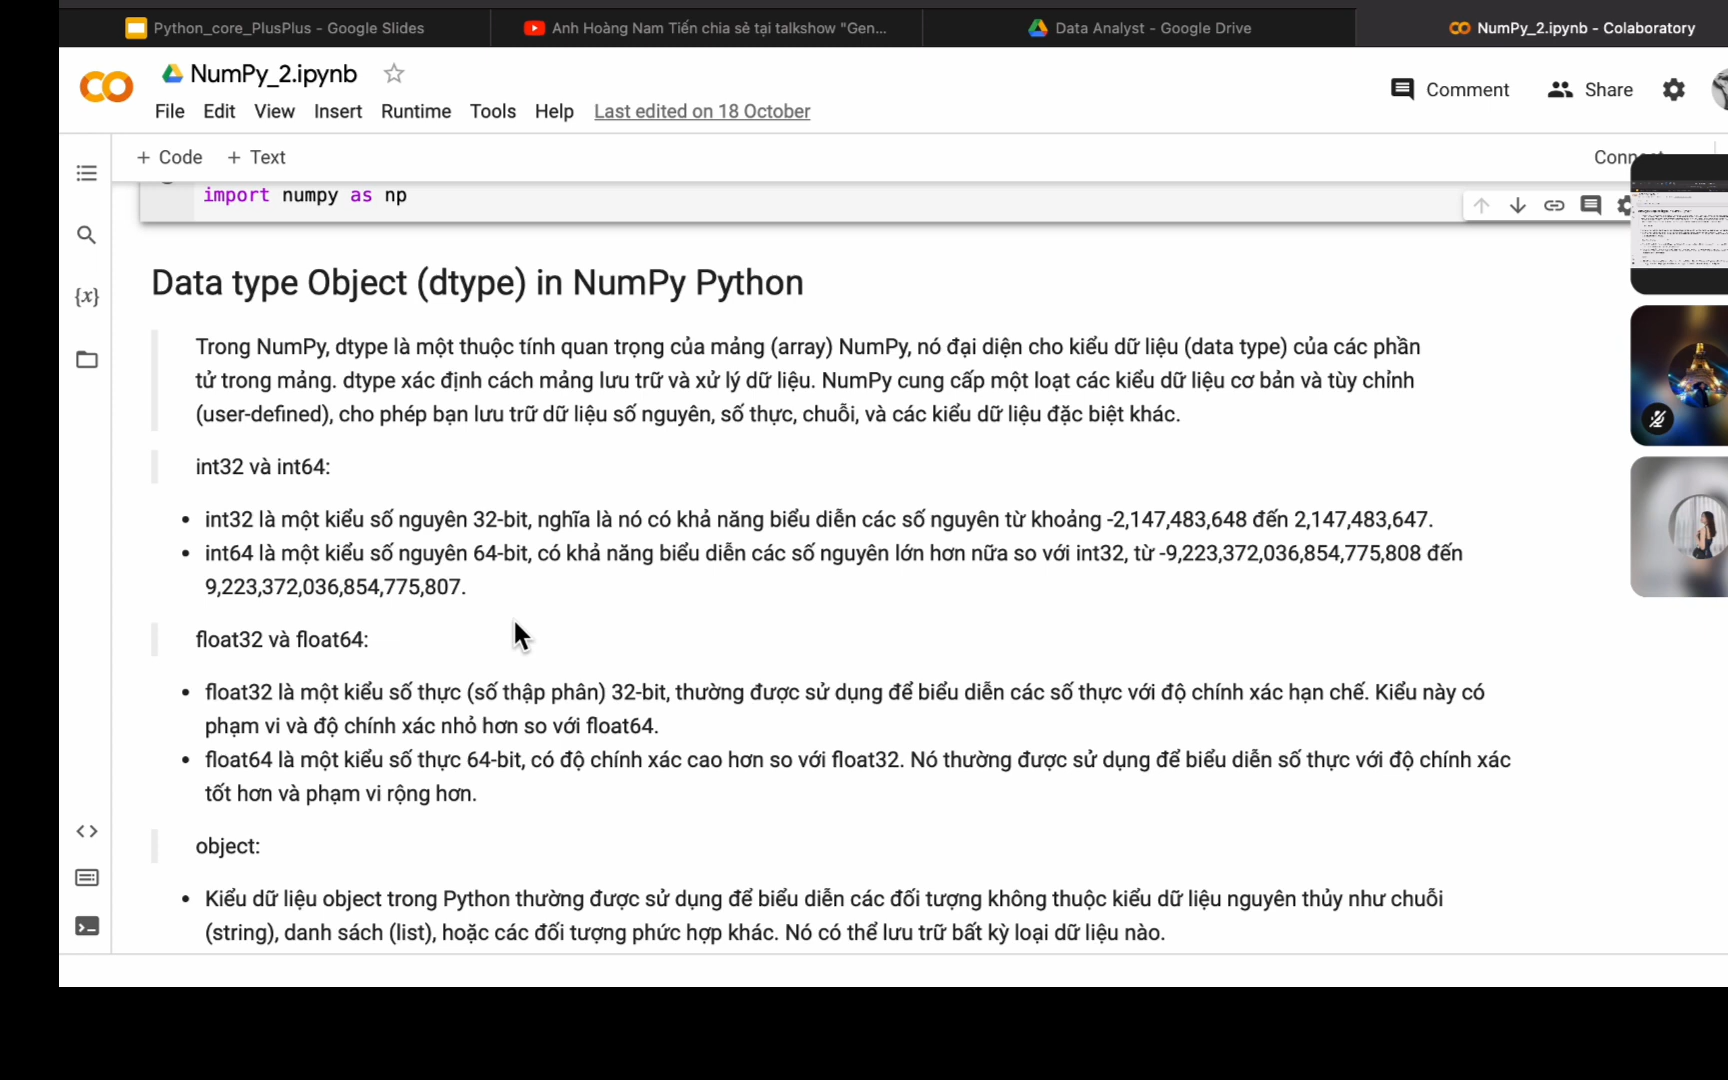 Python_core_PlusPlus - Google Slides
Anh Hoàng Nam Tiến chia sẻ tại talkshow "Gen...
Data Analyst - Google Drive
NumPy_2.ipynb - Colaboratory
NumPy_2.ipynb
Comment
Share
File Edit View Insert Runtime Tools Help Last edited on 18 October
+ Code + Text
import numpy as np
Data type Object (dtype) in NumPy Python
Trong NumPy, dtype là một thuộc tính quan trọng của mảng (array) NumPy, nó đại diện cho kiểu dữ liệu (data type) của các phần
tử trong mảng. dtype xác định cách mảng lưu trữ và xử lý dữ liệu. NumPy cung cấp một loạt các kiểu dữ liệu cơ bản và tùy chỉnh
(user-defined), cho phép bạn lưu trữ dữ liệu số nguyên, số thực, chuỗi, và các kiểu dữ liệu đặc biệt khác.
int32 và int64:
• int32 là một kiểu số nguyên 32-bit, nghĩa là nó có khả năng biểu diễn các số nguyên từ khoảng -2,147,483,648 đến 2,147,483,647.
• int64 là một kiểu số nguyên 64-bit, có khả năng biểu diễn các số nguyên lớn hơn nữa so với int32, từ -9,223,372,036,854,775,808 đến
9,223,372,036,854,775,807.
float32 và float64:
• float32 là một kiểu số thực (số thập phân) 32-bit, thường được sử dụng để biểu diễn các số thực với độ chính xác hạn chế. Kiểu này có
phạm vi và độ chính xác nhỏ hơn so với float64.
• float64 là một kiểu số thực 64-bit, có độ chính xác cao hơn so với float32. Nó thường được sử dụng để biểu diễn số thực với độ chính xác
tốt hơn và phạm vi rộng hơn.
object:
• Kiểu dữ liệu object trong Python thường được sử dụng để biểu diễn các đối tượng không thuộc kiểu dữ liệu nguyên thủy như chuỗi
(string), danh sách (list), hoặc các đối tượng phức hợp khác. Nó có thể lưu trữ bất kỳ loại dữ liệu nào.